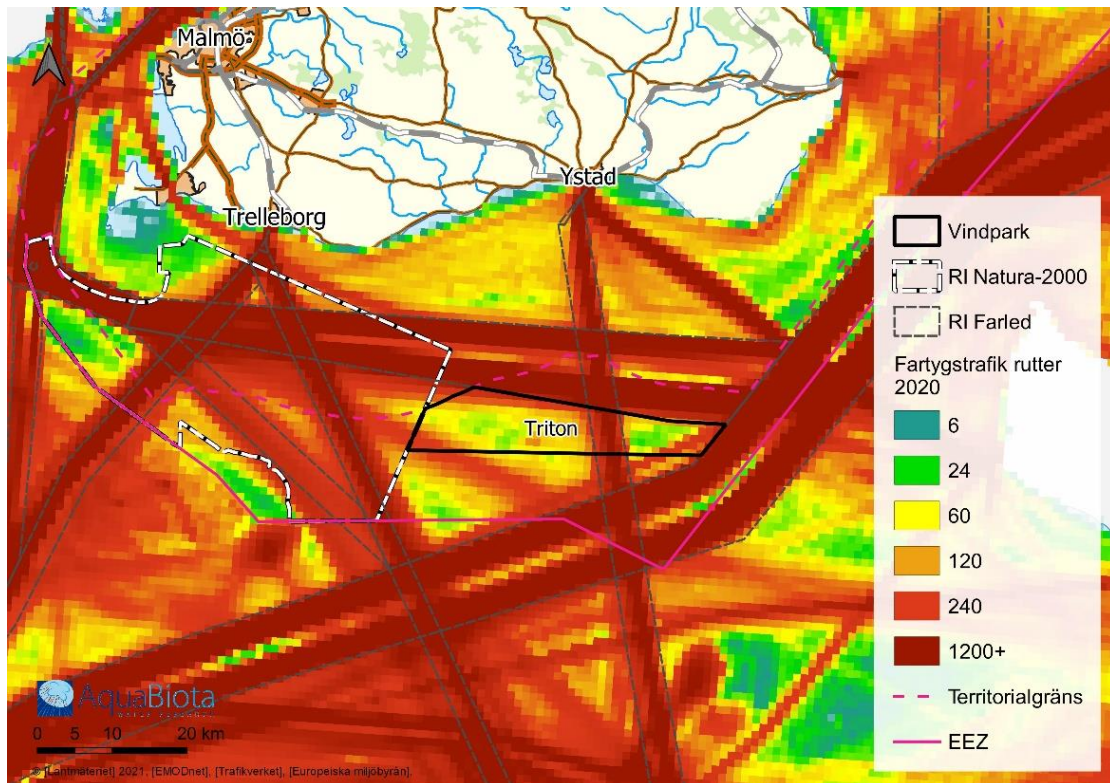 Malmö
Ystad
Trelleborg
Triton
Vindpark
RI Natura-2000
RI Farled
Fartygstrafik rutter
2020
6
24
60
120
240
1200+
Territorialgräns
EEZ
AquaBiota
0 5 10 20 km
© [Lantmäteriet] 2021, [EMODnet], [Trafikverket], [Europeiska miljöbyrån].